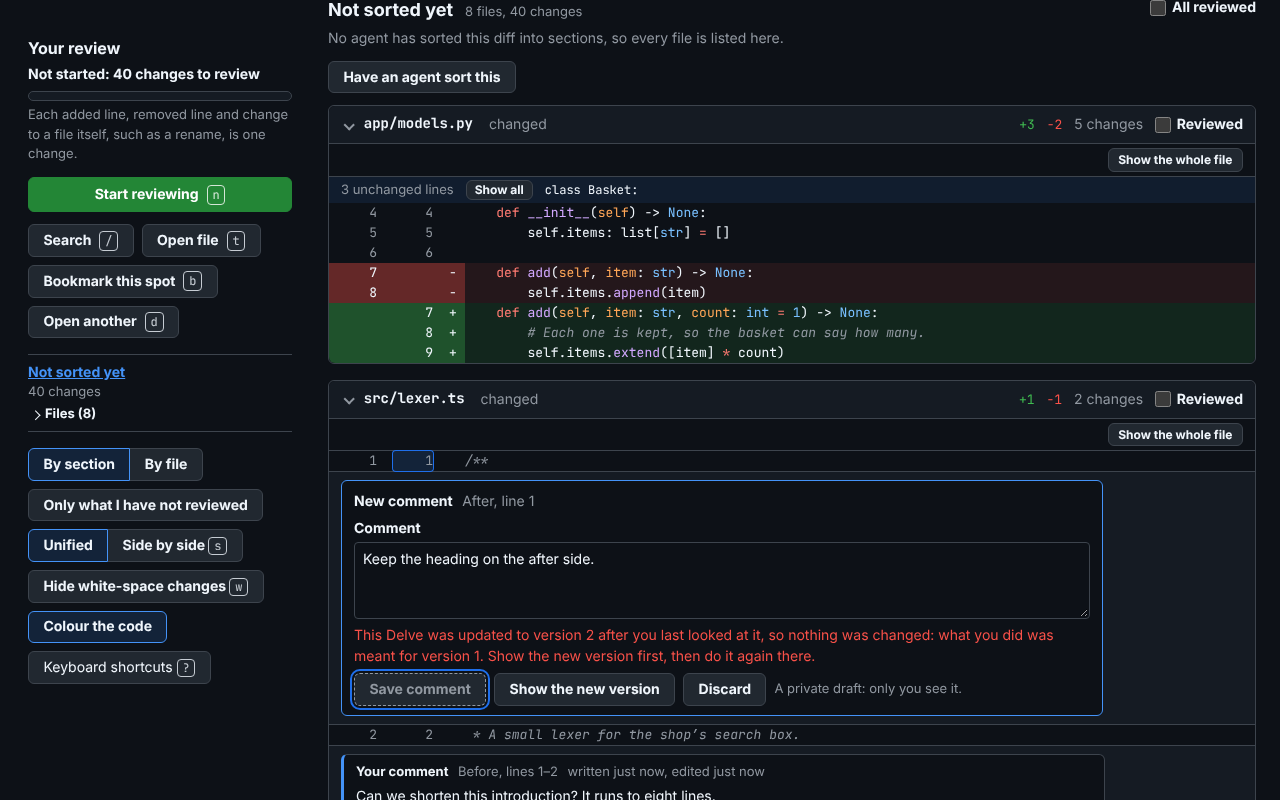 Your review
Not started: 40 changes to review
Each added line, removed line and change
to a file itself, such as a rename, is one
change.
Start reviewing n
Search / Open file t
Bookmark this spot b
Open another d
Not sorted yet
40 changes
Files (8)
By section By file
Only what I have not reviewed
Unified Side by side s
Hide white-space changes w
Colour the code
Keyboard shortcuts ?
Not sorted yet 8 files, 40 changes All reviewed
No agent has sorted this diff into sections, so every file is listed here.
Have an agent sort this
app/models.py changed +3 -2 5 changes Reviewed
Show the whole file
3 unchanged lines Show all class Basket:
4 4 def __init__(self) -> None:
5 5 self.items: list[str] = []
6 6
7 - def add(self, item: str) -> None:
8 - self.items.append(item)
7 + def add(self, item: str, count: int = 1) -> None:
8 + # Each one is kept, so the basket can say how many.
9 + self.items.extend([item] * count)
src/lexer.ts changed +1 -1 2 changes Reviewed
Show the whole file
1 1 /**
New comment After, line 1
Comment
Keep the heading on the after side.
This Delve was updated to version 2 after you last looked at it, so nothing was changed: what you did was
meant for version 1. Show the new version first, then do it again there.
Save comment Show the new version Discard A private draft: only you see it.
2 2 * A small lexer for the shop’s search box.
Your comment Before, lines 1–2 written just now, edited just now
Can we shorten this introduction? It runs to eight lines.